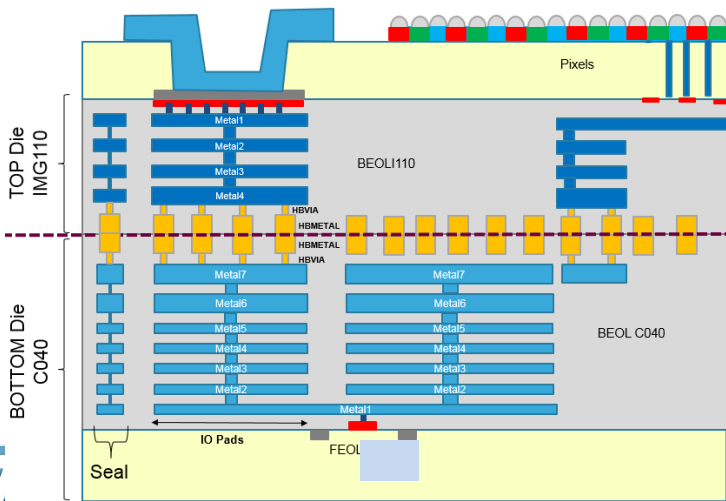 Pixels
TOP Die
IMG110
Metal1
Metal2
Metal3
Metal4
BEOLI110
HBVIA
HBMETAL
HBMETAL
HBVIA
BOTTOM Die
C040
Metal7
Metal7
Metal6
Metal6
Metal5
Metal5
BEOL C040
Metal4
Metal4
Metal3
Metal3
Metal2
Metal2
Metal1
IO Pads
FEOL
Seal